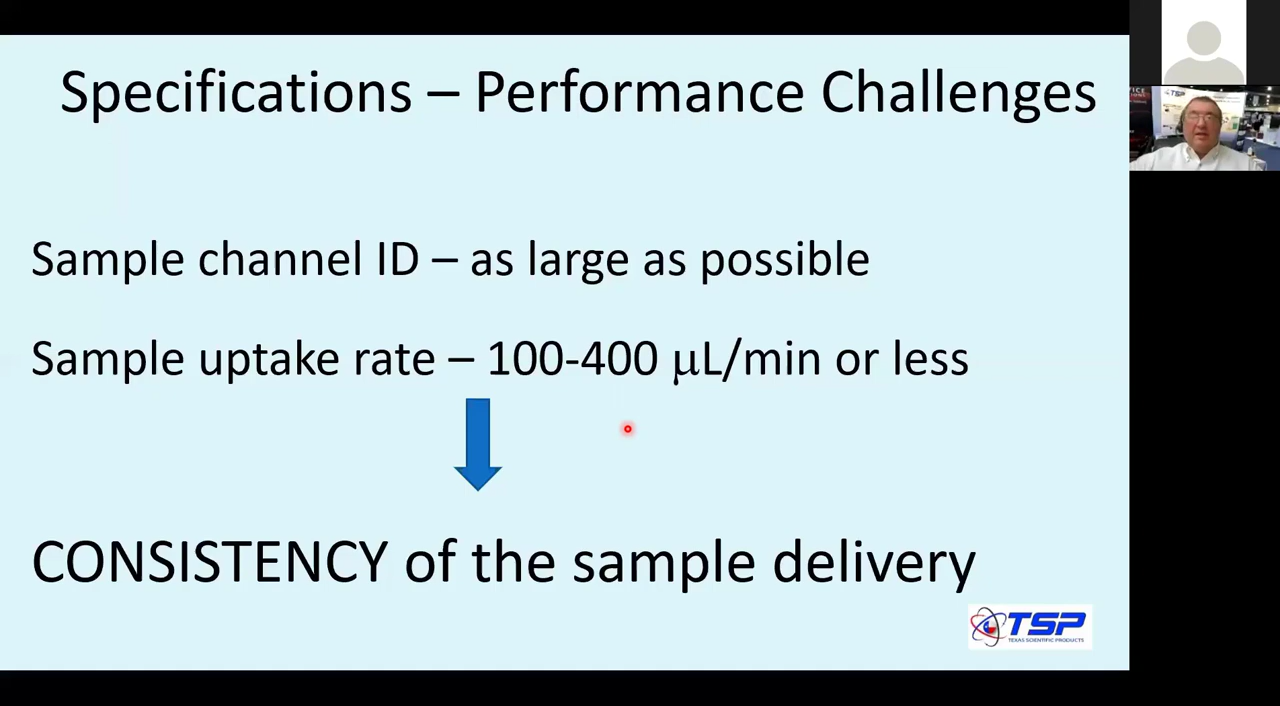 Specifications – Performance Challenges
Sample channel ID – as large as possible
Sample uptake rate – 100-400 μL/min or less
CONSISTENCY of the sample delivery
TSP
TEXAS SCIENTIFIC PRODUCTS
TSP